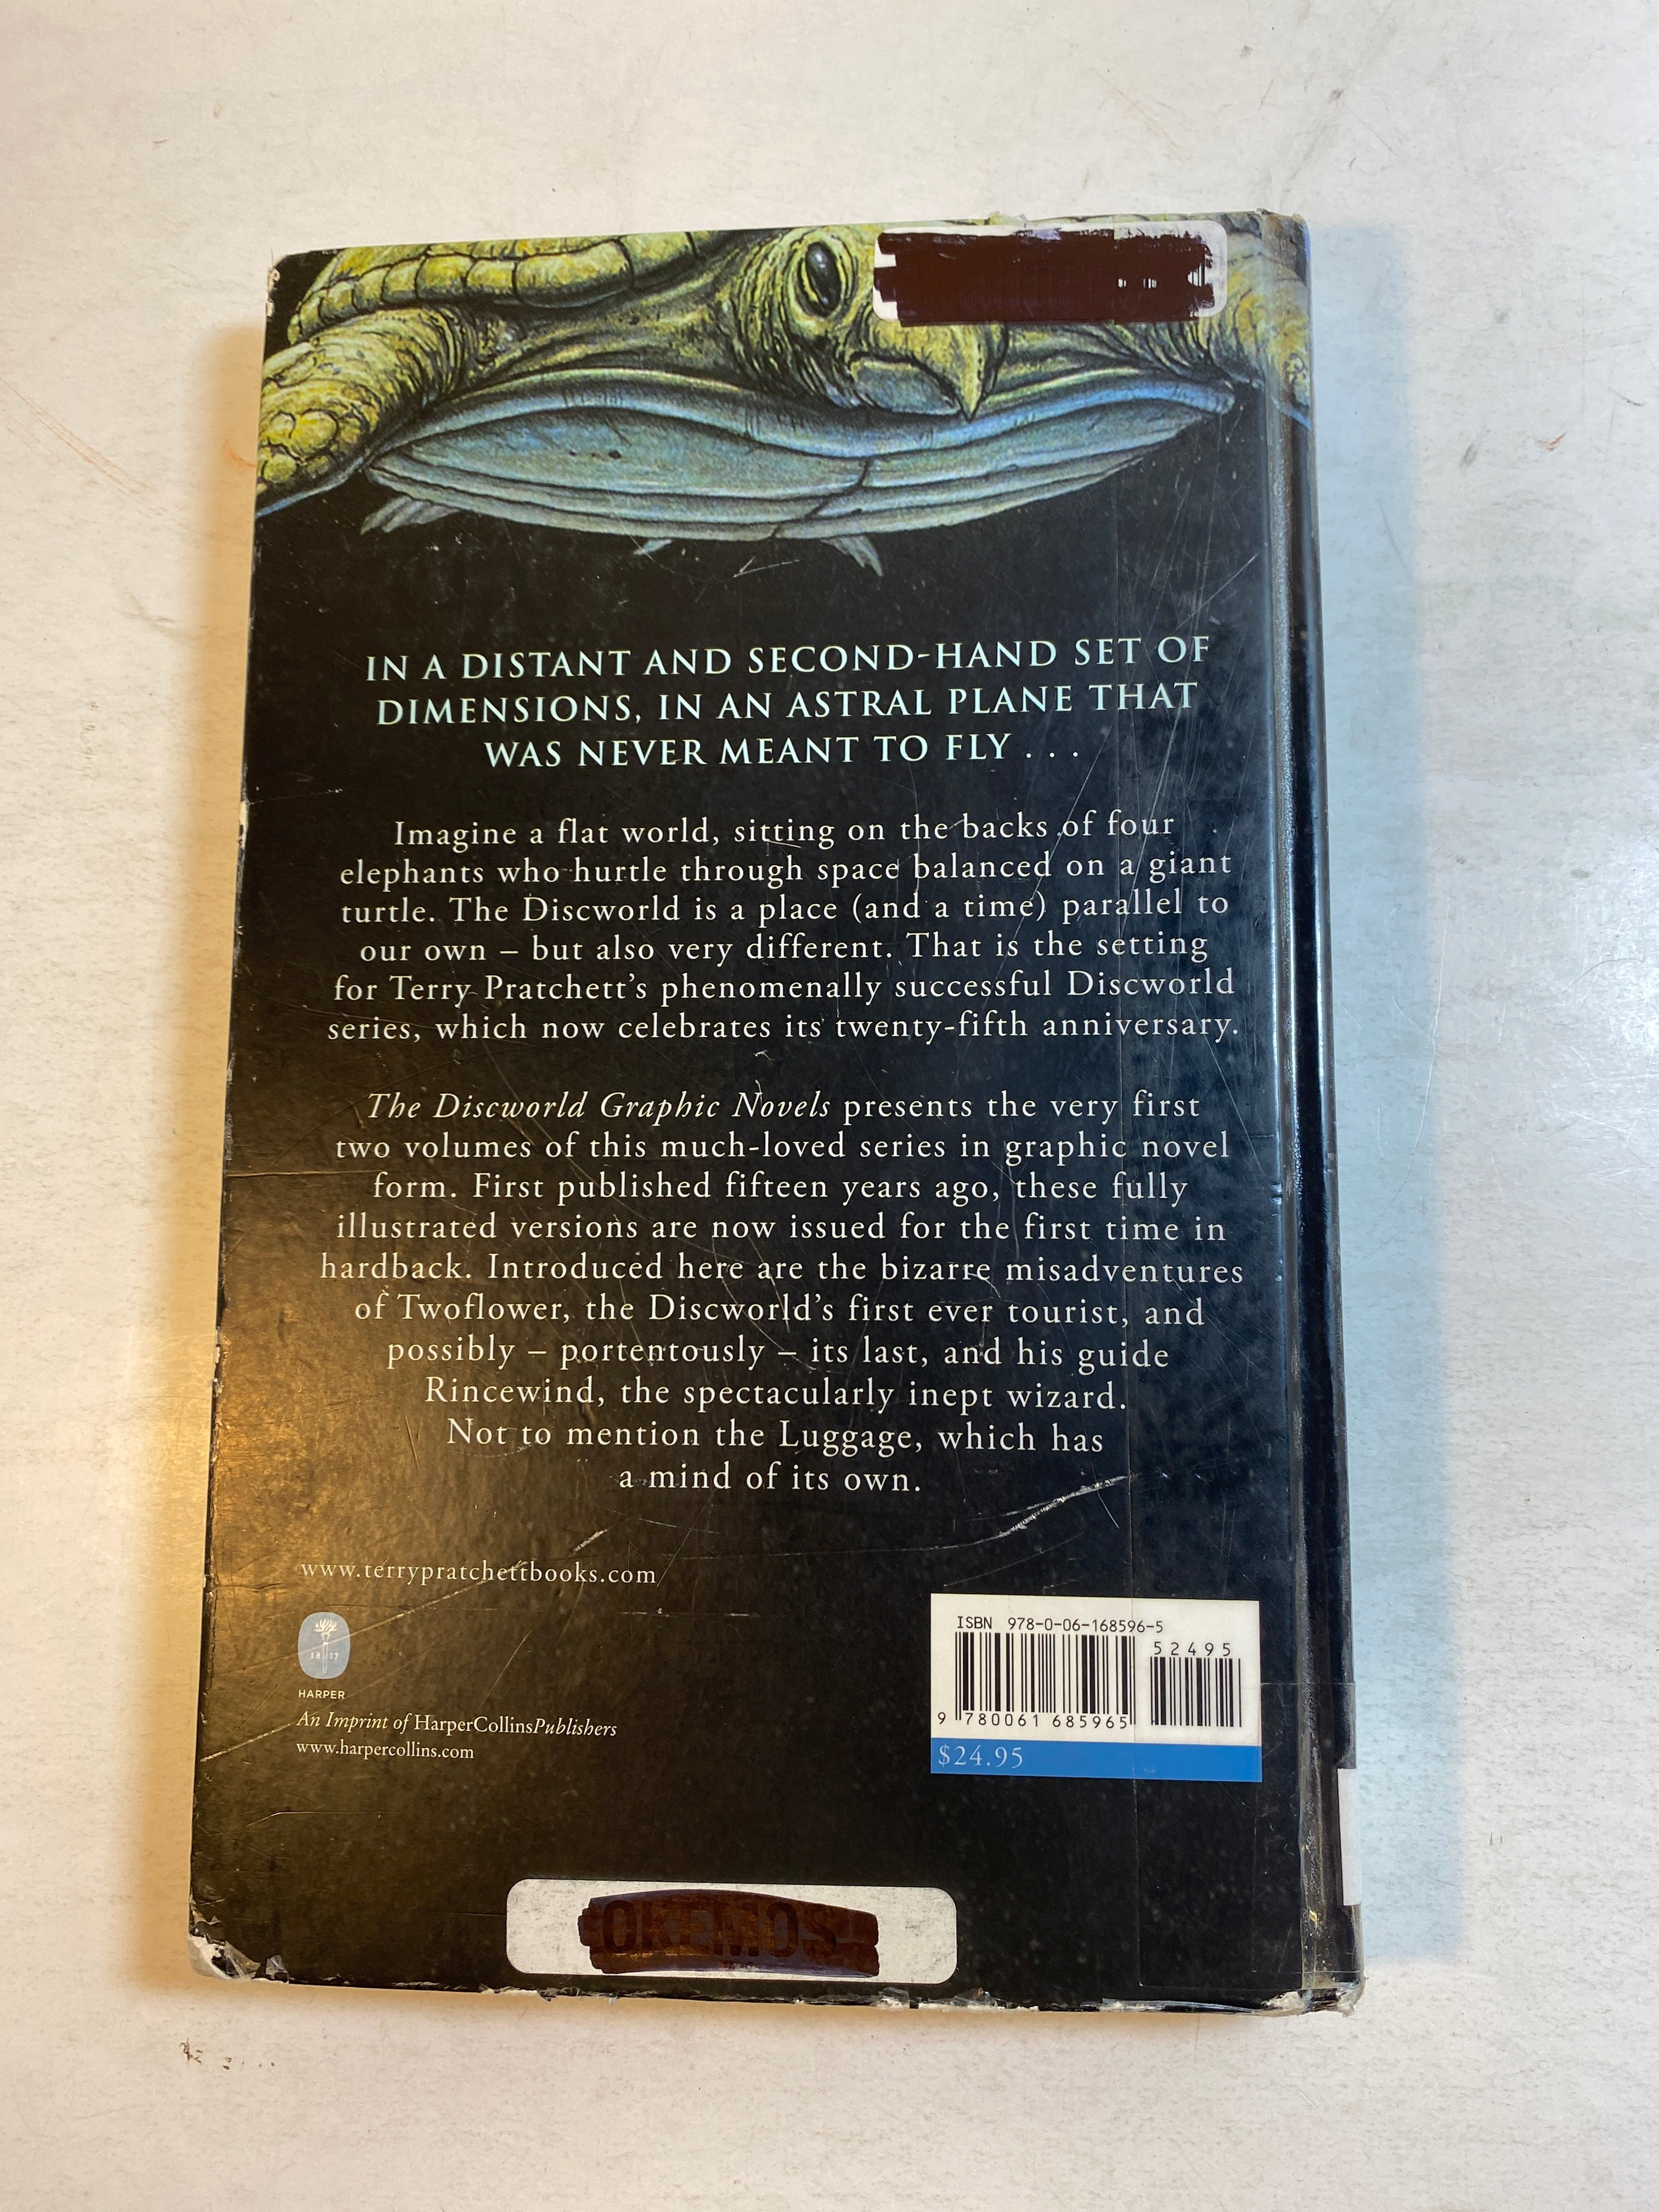 IN A DISTANT AND SECOND-HAND SET OF
DIMENSIONS, IN AN ASTRAL PLANE THAT
WAS NEVER MEANT TO FLY . . .
Imagine a flat world, sitting on the backs of four
elephants who hurtle through space balanced on a giant
turtle. The Discworld is a place (and a time) parallel to
our own – but also very different. That is the setting
for Terry Pratchett's phenomenally successful Discworld
series, which now celebrates its twenty-fifth anniversary.
The Discworld Graphic Novels presents the very first
two volumes of this much-loved series in graphic novel
form. First published fifteen years ago, these fully
illustrated versions are now issued for the first time in
hardback. Introduced here are the bizarre misadventures
of Twoflower, the Discworld's first ever tourist, and
possibly – portentously – its last, and his guide
Rincewind, the spectacularly inept wizard.
Not to mention the Luggage, which has
a mind of its own.
www.terrypratchettbooks.com
1817
HARPER
An Imprint of HarperCollinsPublishers
www.harpercollins.com
ISBN 978-0-06-168596-5
52495
9 780061 685965
$24.95
OKEMOS